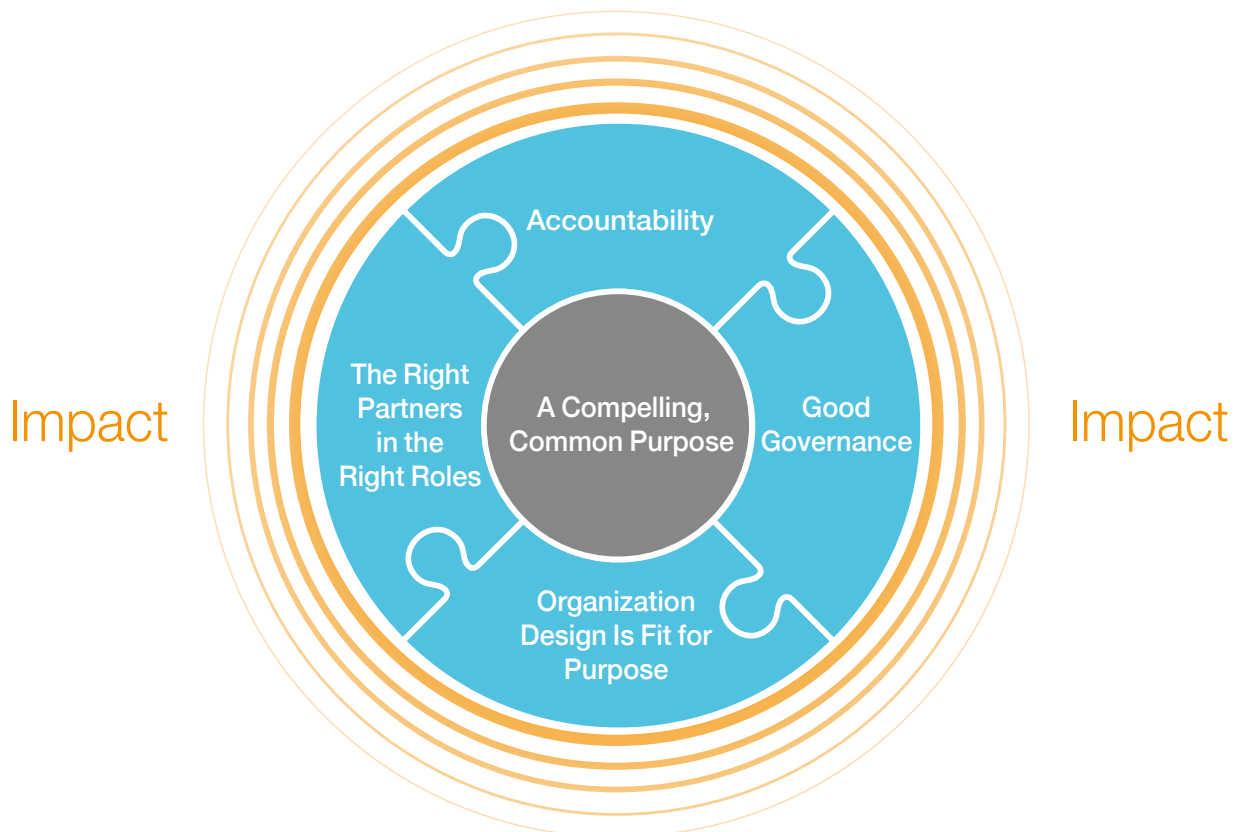 Accountability
The Right
Partners
in the
Right Roles
A Compelling,
Common Purpose
Good
Governance
Impact
Impact
Organization
Design Is Fit for
Purpose